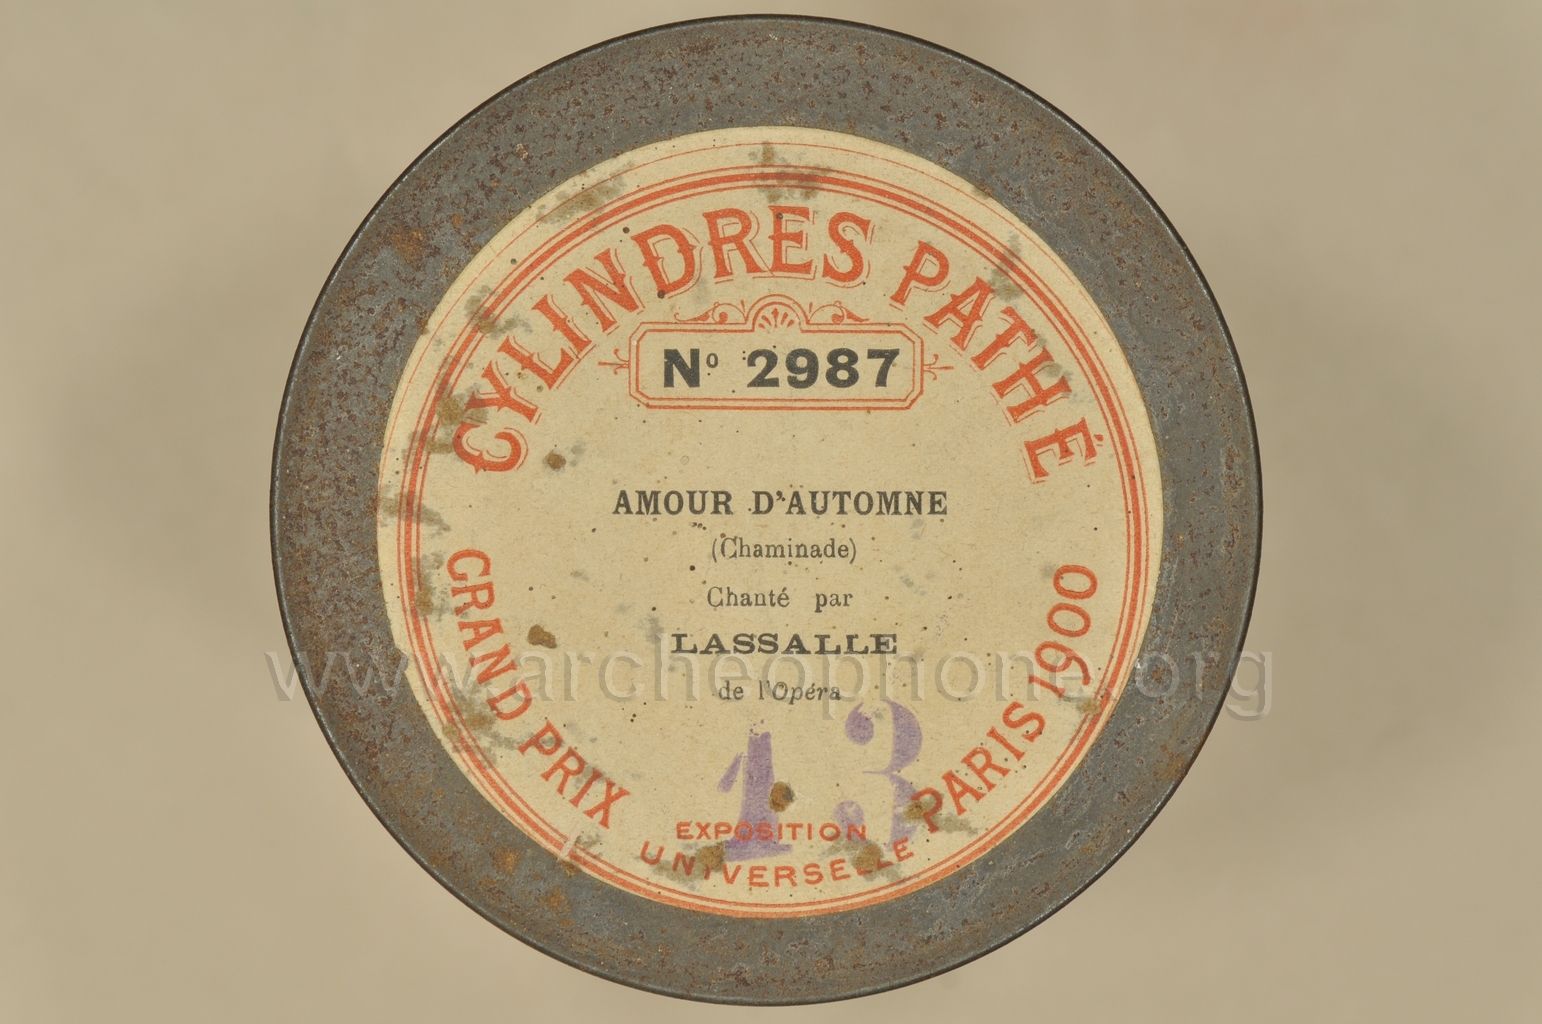 CYLINDRES PATHÉ
Nº 2987
AMOUR D'AUTOMNE
(Chaminade)
Chanté par
LASSALLE
de l'Opéra
www.archeophone.org
13
GRAND PRIX
EXPOSITION
UNIVERSELLE
PARIS 1900